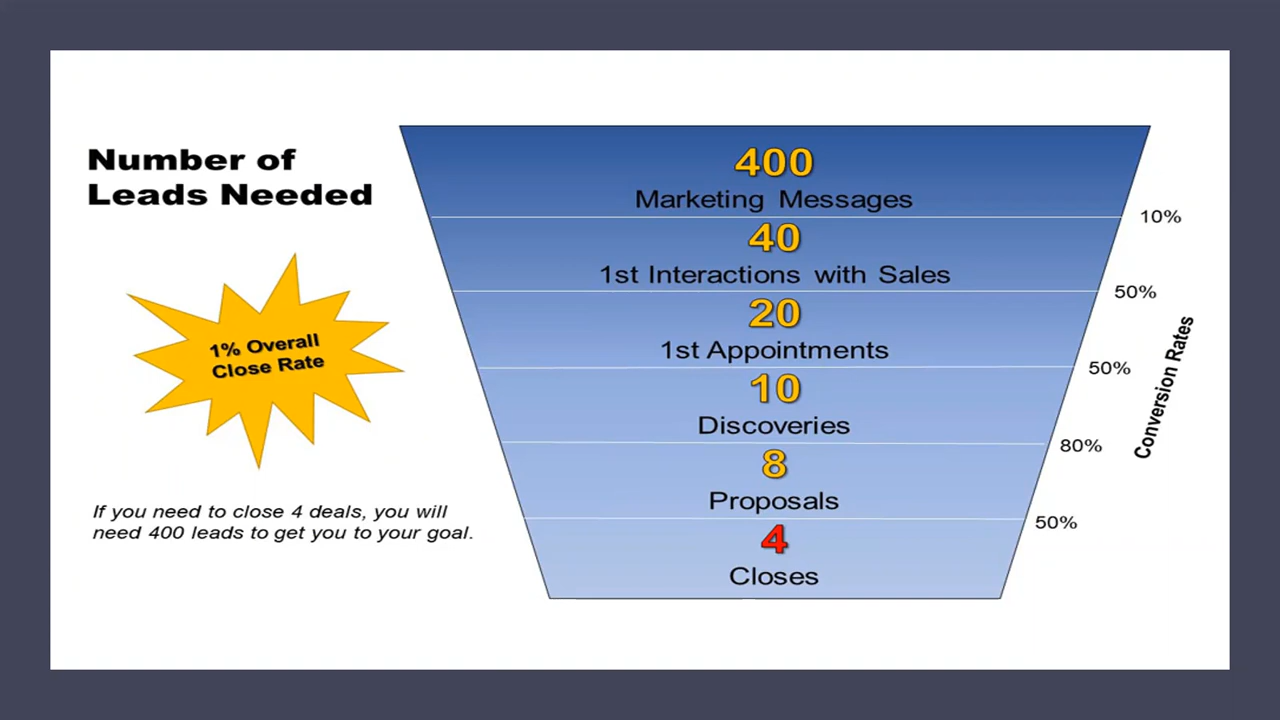 Number of
Leads Needed
1% Overall
Close Rate
If you need to close 4 deals, you will
need 400 leads to get you to your goal.
400
Marketing Messages
10%
40
1st Interactions with Sales
50%
20
1st Appointments
50%
10
Discoveries
80%
8
Proposals
50%
4
Closes
Conversion Rates